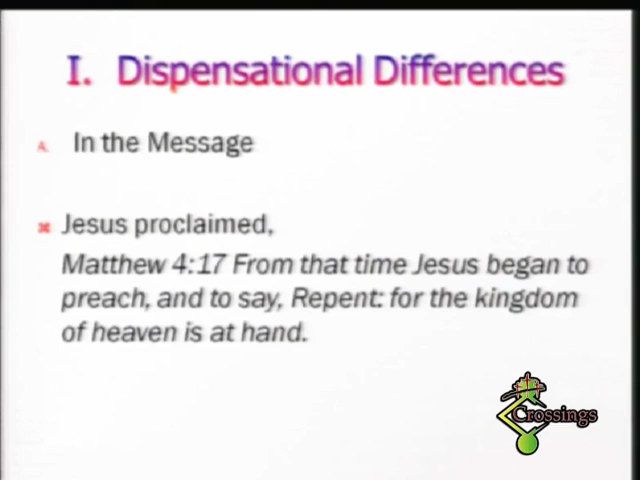 I. Dispensational Differences
A. In the Message
Jesus proclaimed,
Matthew 4:17 From that time Jesus began to
preach, and to say, Repent: for the kingdom
of heaven is at hand.
Crossings